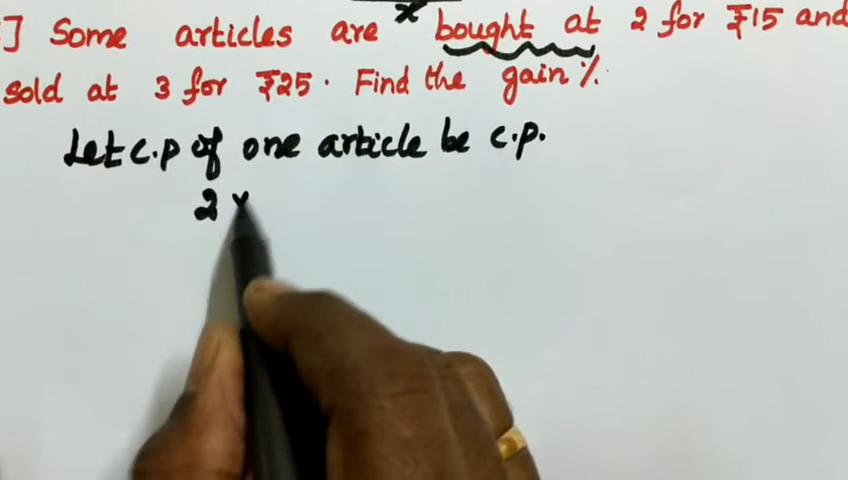 ] Some articles are bought at 2 for ₹15 and
sold at 3 for ₹25. Find the gain %.
Let C.P of one article be C.P.
2 x